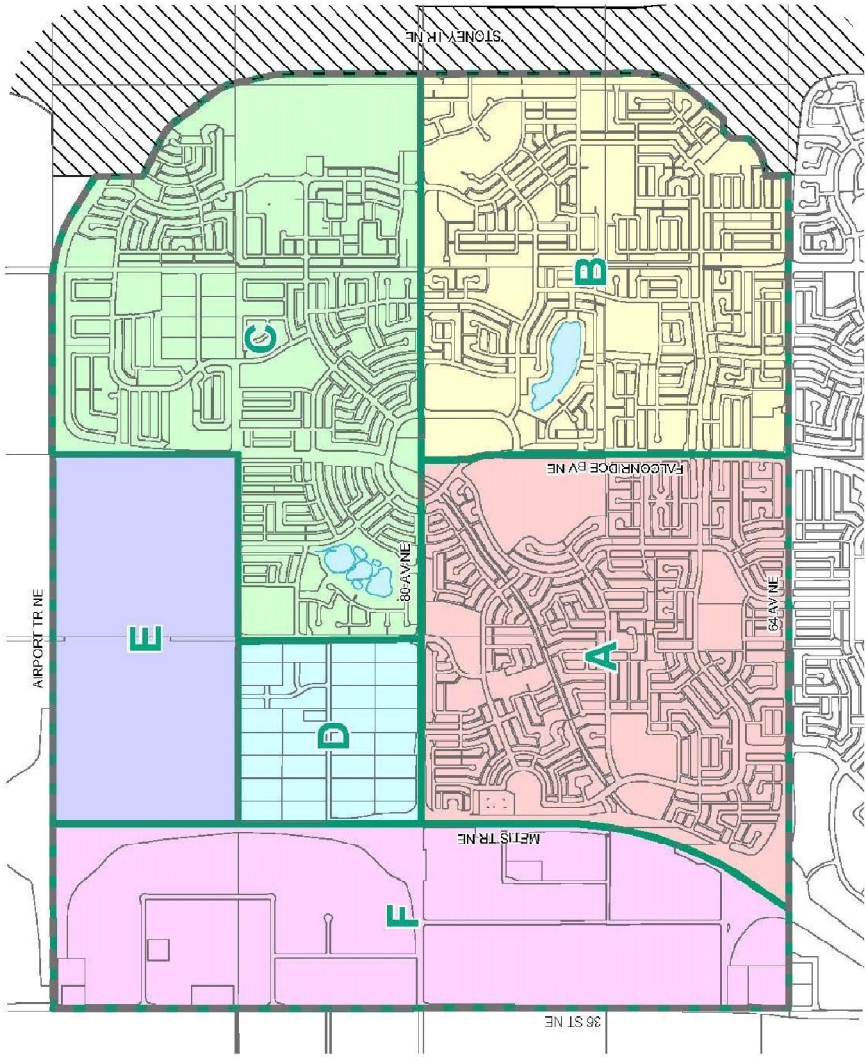 STONEY TR NE
AIRPORT TR NE
C
B
FALCONRIDGE BV NE
80 AV NE
E
64 AV NE
A
D
METIS TR NE
F
36 ST NE